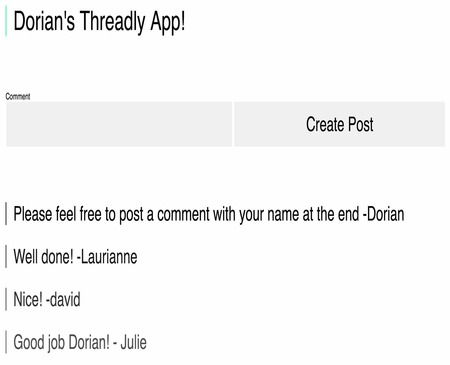 Dorian's Threadly App!
Comment
Create Post
Please feel free to post a comment with your name at the end -Dorian
Well done! -Laurianne
Nice! -david
Good job Dorian! - Julie